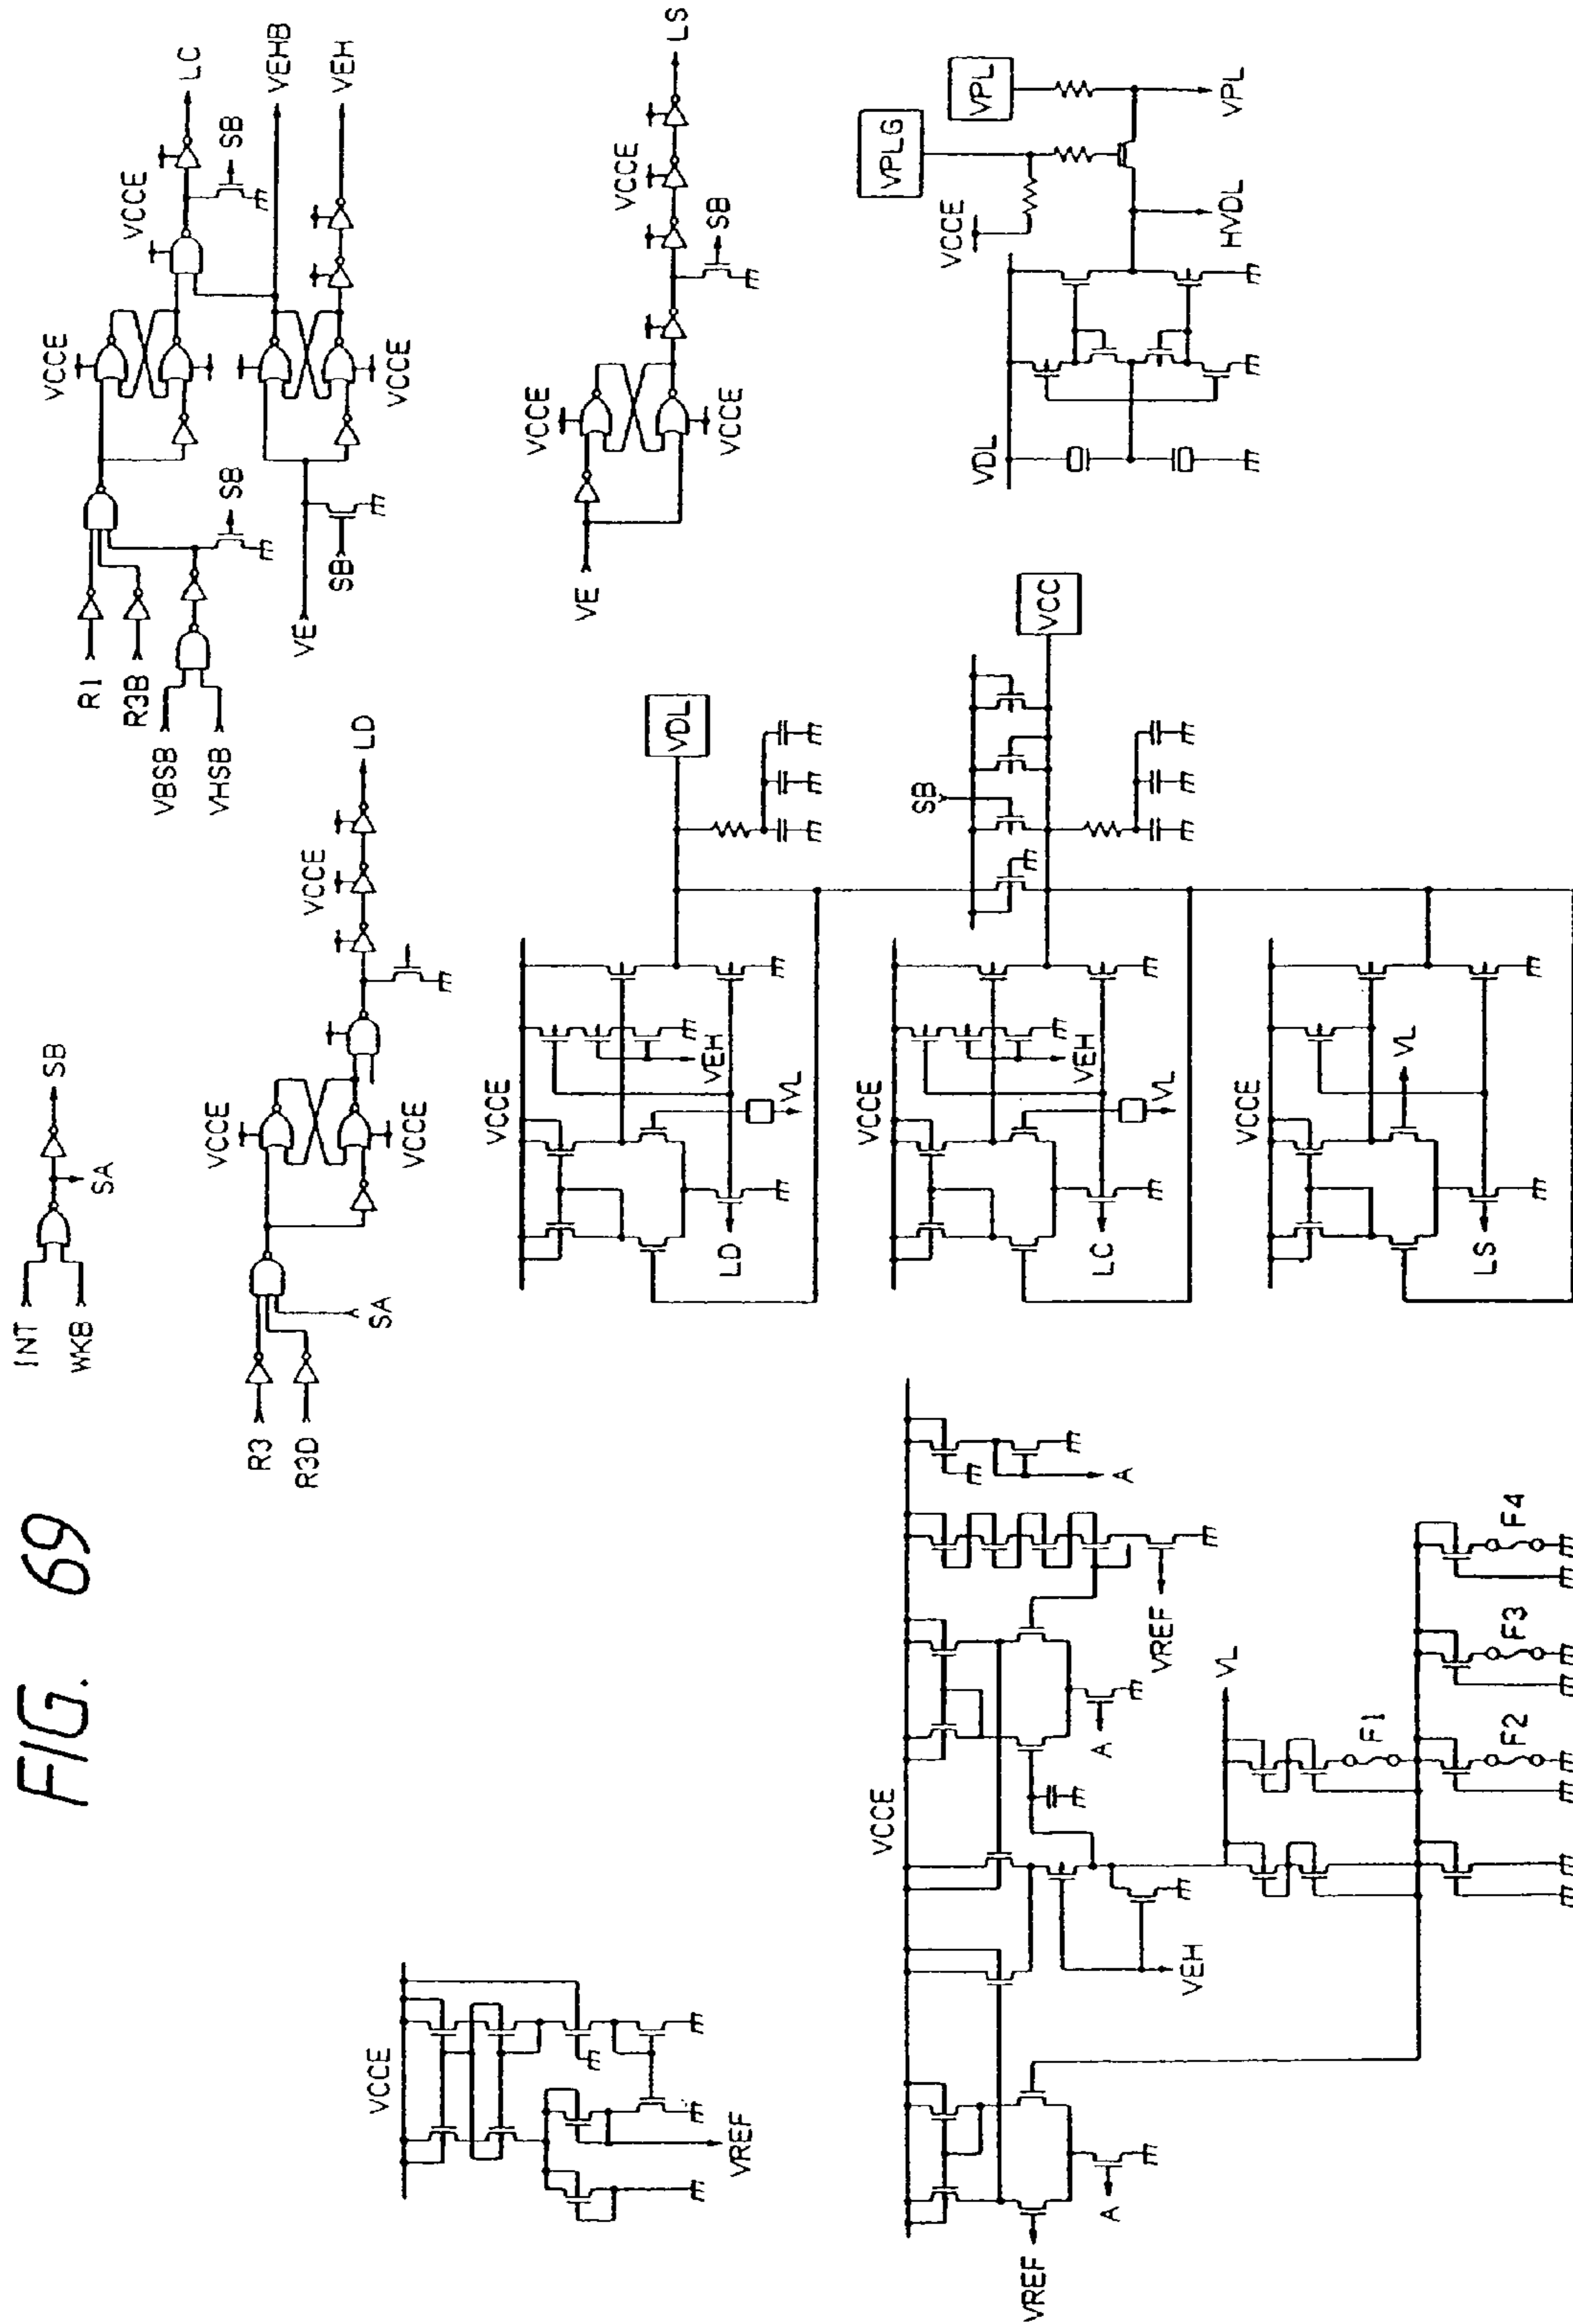 FIG. 69
INT
WKB
SA
SB
R3
R3D
SA
VCCE
VCCE
VCCE
LD
R1
R3B
VBSB
VHSB
SB
VCCE
VCCE
LC
SB
VE
SB
VCCE
VEHB
VEH
VE
VCCE
VCCE
VCCE
SB
LS
VCCE
VREF
VCCE
LD
VEH
VL
VDL
VCCE
LC
VEH
VL
SB
VCC
VCCE
LS
VL
VDL
VCCE
VPLG
VPL
HVDL
VPL
VCCE
VREF
A
VEH
A
VREF
A
VL
F1
F2
F3
F4